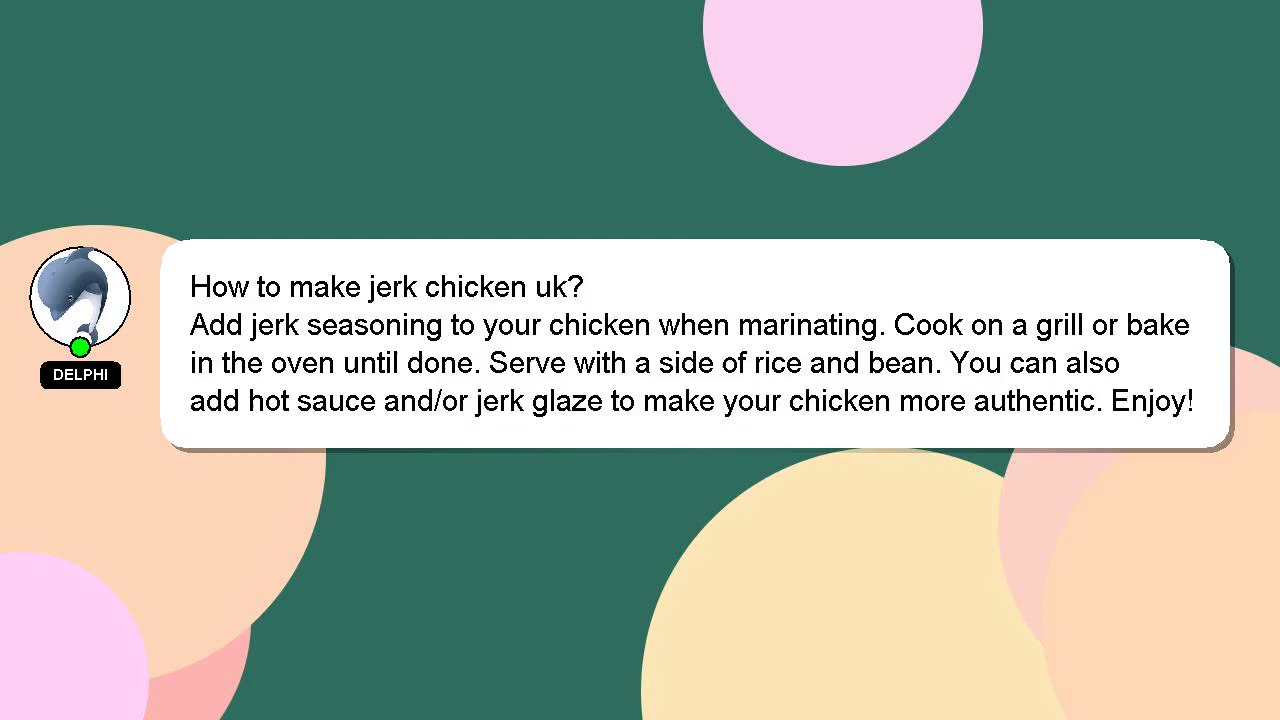 How to make jerk chicken uk?
Add jerk seasoning to your chicken when marinating. Cook on a grill or bake
in the oven until done. Serve with a side of rice and bean. You can also
add hot sauce and/or jerk glaze to make your chicken more authentic. Enjoy!
DELPHI